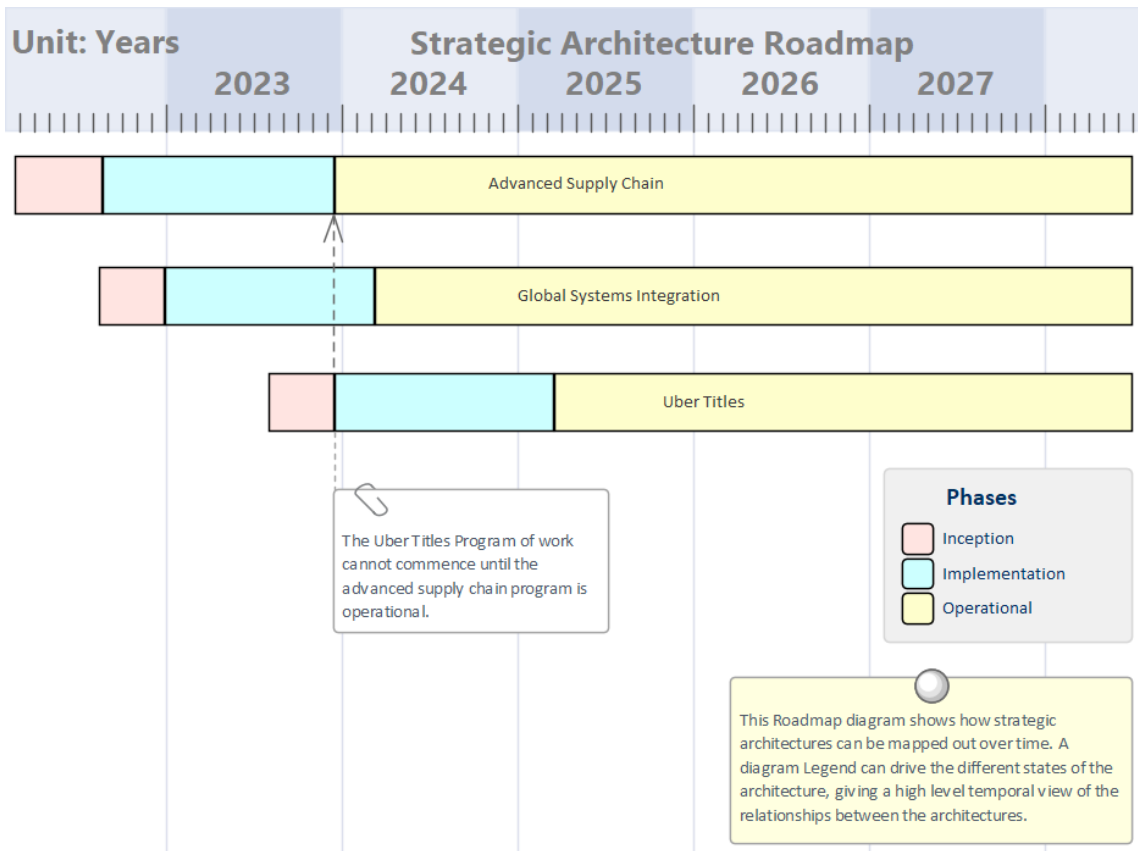 Unit: Years
Strategic Architecture Roadmap
2023
2024
2025
2026
2027
Advanced Supply Chain
Global Systems Integration
Uber Titles
The Uber Titles Program of work
cannot commence until the
advanced supply chain program is
operational.
Phases
Inception
Implementation
Operational
This Roadmap diagram shows how strategic
architectures can be mapped out over time. A
diagram Legend can drive the different states of the
architecture, giving a high level temporal view of the
relationships between the architectures.